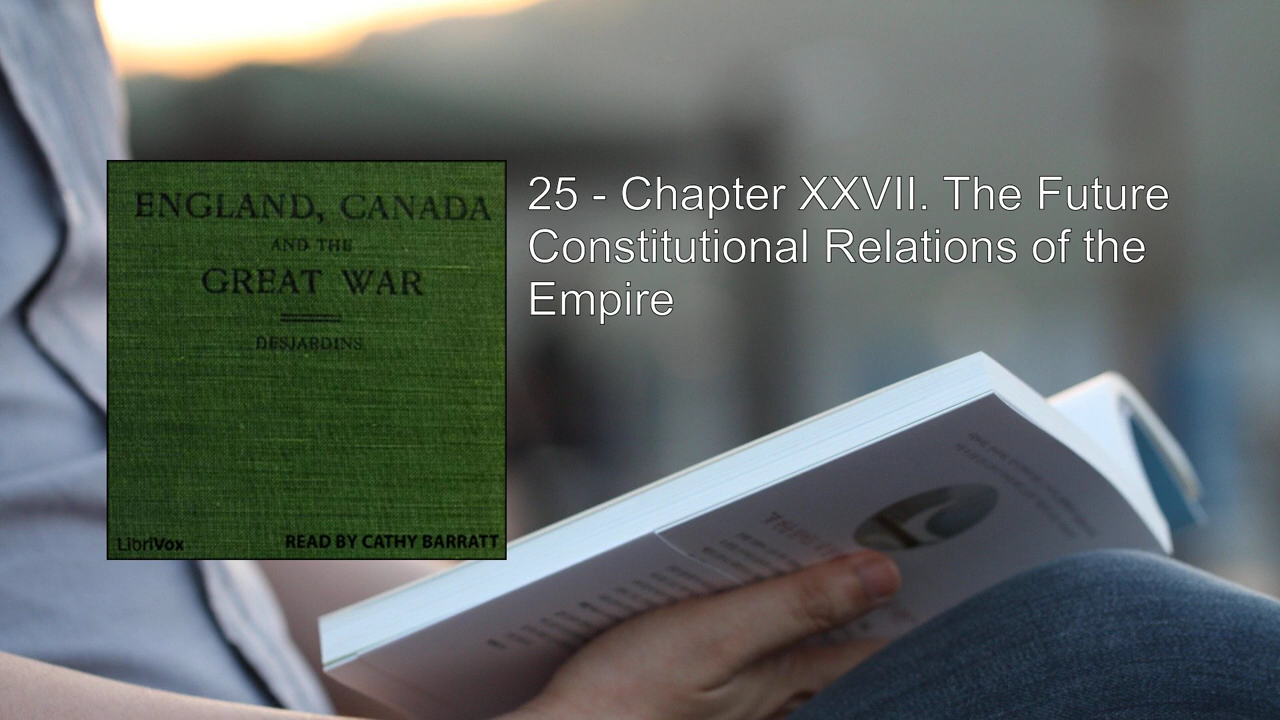 ENGLAND, CANADA
AND THE
GREAT WAR
DESJARDINS
LibriVox
READ BY CATHY BARRATT
25 - Chapter XXVII. The Future
Constitutional Relations of the
Empire